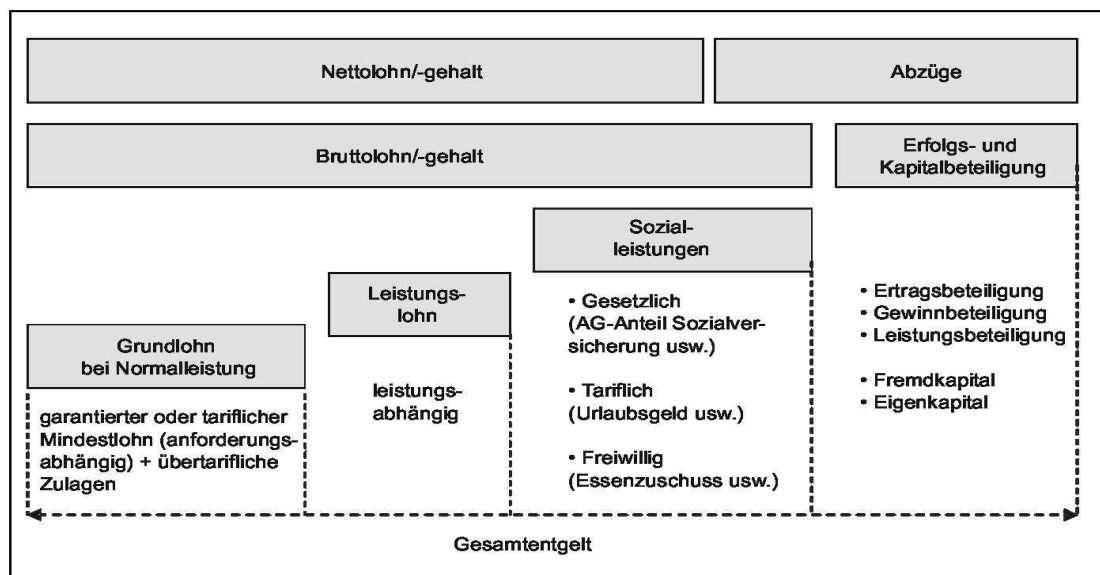 Nettolohn/-gehalt
Abzüge
Bruttolohn/-gehalt
Erfolgs- und
Kapitalbeteiligung
Sozial-
leistungen
Leistungs-
lohn
Grundlohn
bei Normalleistung
garantierter oder tariflicher
Mindestlohn (anforderungs-
abhängig) + übertarifliche
Zulagen
leistungs-
abhängig
• Gesetzlich
(AG-Anteil Sozialver-
sicherung usw.)
• Tariflich
(Urlaubsgeld usw.)
• Freiwillig
(Essenzuschuss usw.)
• Ertragsbeteiligung
• Gewinnbeteiligung
• Leistungsbeteiligung
• Fremdkapital
• Eigenkapital
Gesamtentgelt